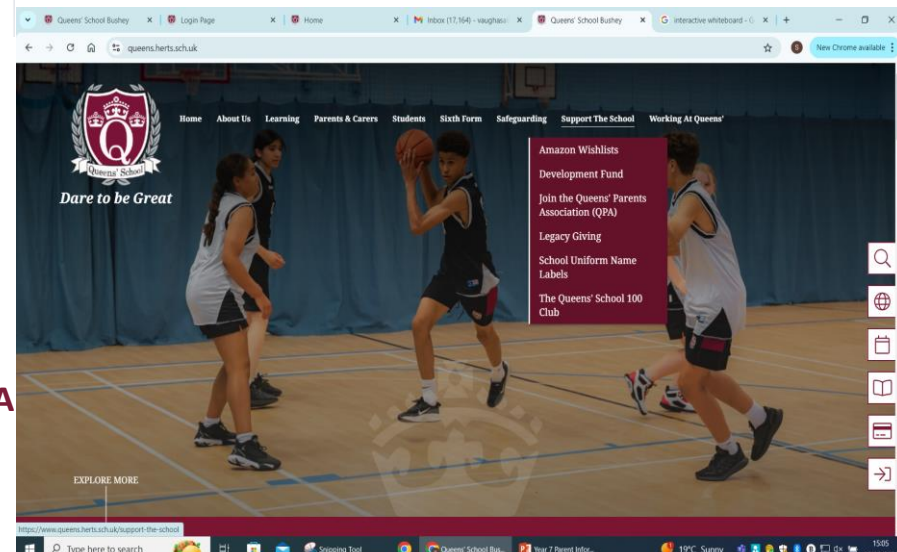 Queens' School Bushey
Login Page
Home
Inbox (17,164) - vaughasa
Queens' School Bushey
interactive whiteboard - G
queens.herts.sch.uk
S
New Chrome available
Q
Queens' School
Dare to be Great
Home About Us Learning Parents & Carers Students Sixth Form Safeguarding Support The School Working At Queens'
Amazon Wishlists
Development Fund
Join the Queens' Parents
Association (QPA)
Legacy Giving
School Uniform Name
Labels
The Queens' School 100
Club
A
EXPLORE MORE
https://www.queens.herts.sch.uk/support-the-school
Type here to search
Snipping Tool
Queens' School Bus...
Year 7 Parent Infor...
19°C Sunny
15:05